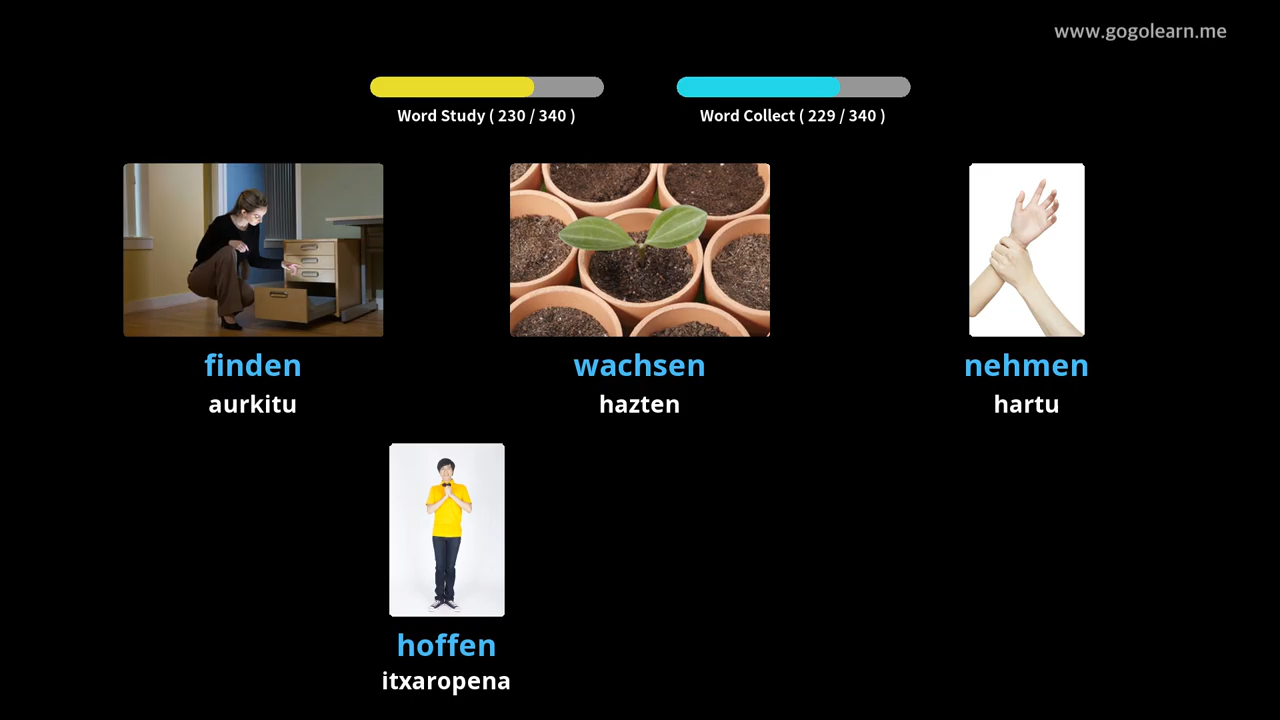 www.gogolearn.me
Word Study ( 230 / 340 )
Word Collect ( 229 / 340 )
finden
aurkitu
wachsen
hazten
nehmen
hartu
hoffen
itxaropena